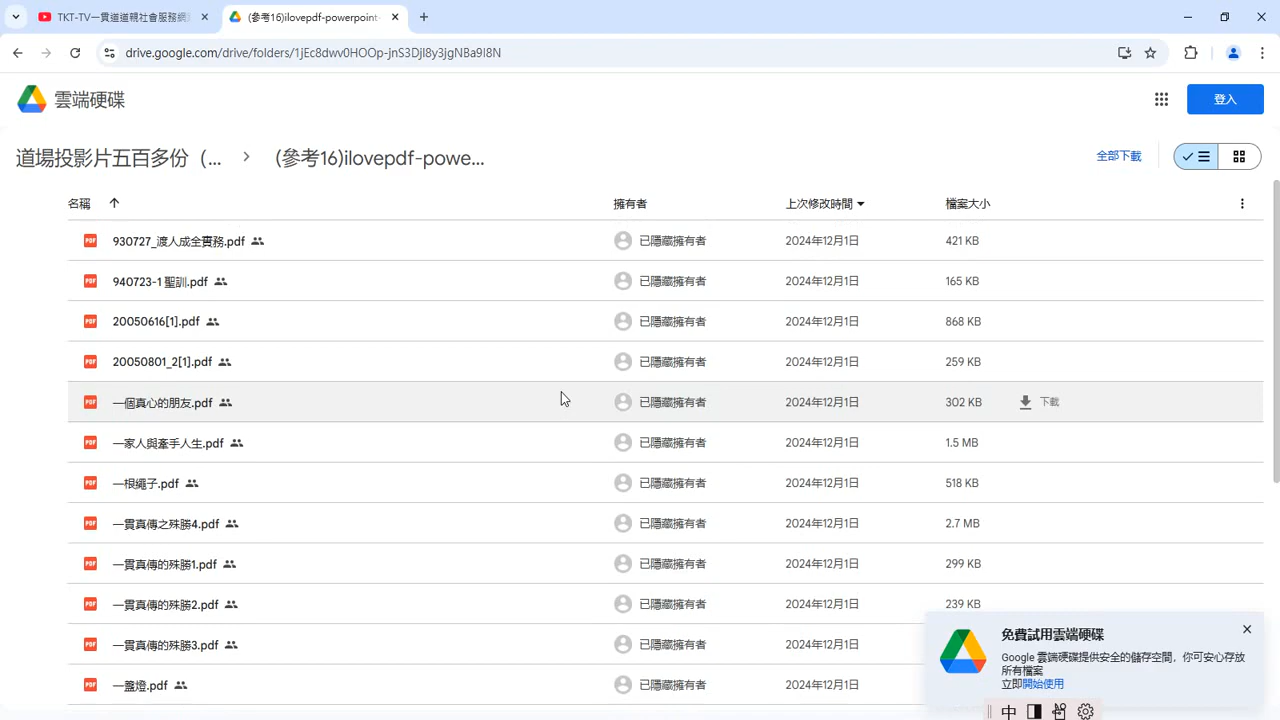 TKT-TV一貫道
(參考16)ilovepdf-powerpoint-
drive.google.com/drive/folders/
雲端硬碟
登入
道場投影片五百多份（... > (參考16)ilovepdf-powe...
全部下載
名稱 擁有者 上次修改時間 檔案大小
930727_渡人成全實務.pdf 已隱藏擁有者 2024年12月1日 421 KB
940723-1 聖訓.pdf 已隱藏擁有者 2024年12月1日 165 KB
20050616[1].pdf 已隱藏擁有者 2024年12月1日 868 KB
20050801_2[1].pdf 已隱藏擁有者 2024年12月1日 259 KB
一個真心的朋友.pdf 已隱藏擁有者 2024年12月1日 302 KB 下載
一家人與牽手人生.pdf 已隱藏擁有者 2024年12月1日 1.5 MB
一根繩子.pdf 已隱藏擁有者 2024年12月1日 518 KB
一貫真傳之殊勝4.pdf 已隱藏擁有者 2024年12月1日 2.7 MB
一貫真傳的殊勝1.pdf 已隱藏擁有者 2024年12月1日 299 KB
一貫真傳的殊勝2.pdf 已隱藏擁有者 2024年12月1日 239 KB
一貫真傳的殊勝3.pdf 已隱藏擁有者 2024年12月1日
一盞燈.pdf 已隱藏擁有者 2024年12月1日
免費試用雲端硬碟
Google 雲端硬碟提供安全的儲存空間，你可安心存放
所有檔案
立即開始使用
中